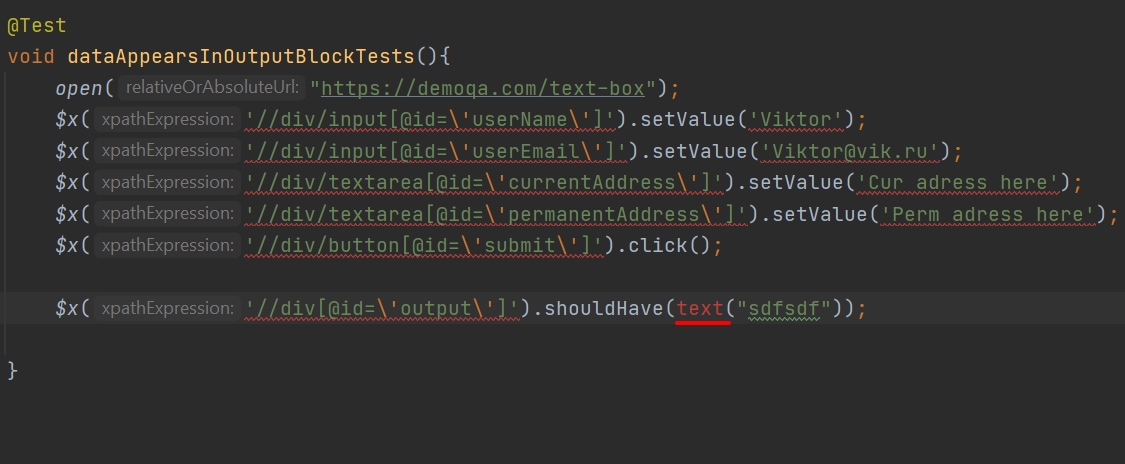 @Test
void dataAppearsInOutputBlockTests(){
open( relativeOrAbsoluteUrl: "https://demoqa.com/text-box");
$x( xpathExpression: '//div/input[@id=\'userName\']').setValue('Viktor');
$x( xpathExpression: '//div/input[@id=\'userEmail\']').setValue('Viktor@vik.ru');
$x( xpathExpression: '//div/textarea[@id=\'currentAddress\']').setValue('Cur adress here');
$x( xpathExpression: '//div/textarea[@id=\'permanentAddress\']').setValue('Perm adress here');
$x( xpathExpression: '//div/button[@id=\'submit\']').click();
$x( xpathExpression: '//div[@id=\'output\']').shouldHave(text("sdfsdf"));
}